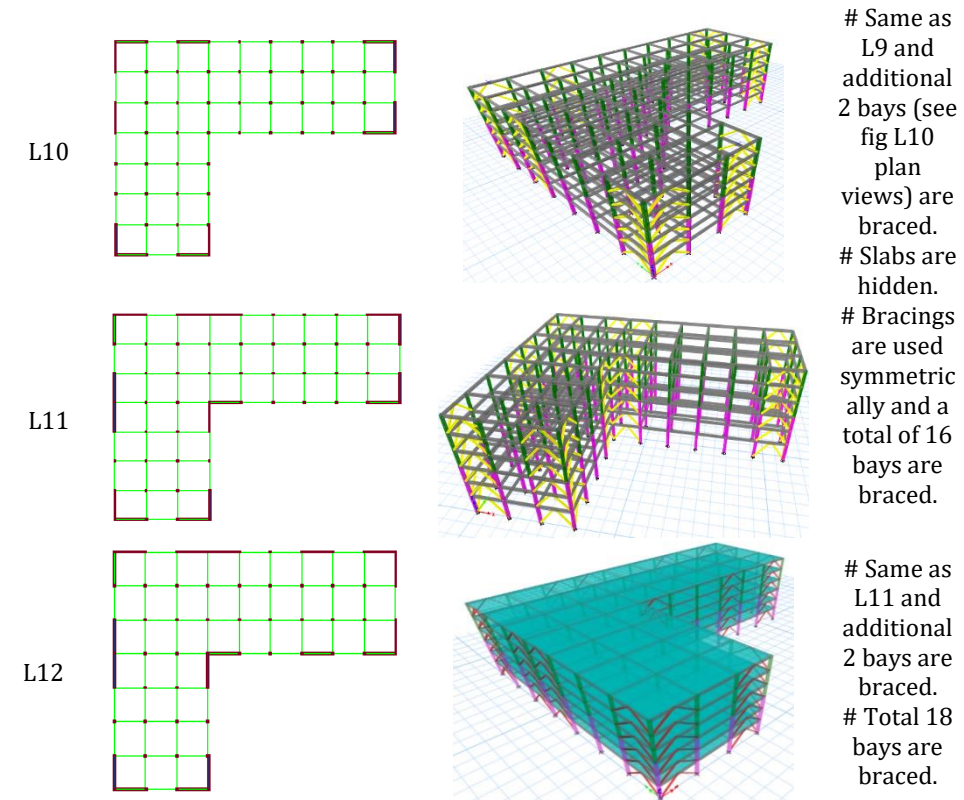 L10
# Same as
L9 and
additional
2 bays (see
fig L10
plan
views) are
braced.
# Slabs are
hidden.
L11
# Bracings
are used
symmetric
ally and a
total of 16
bays are
braced.
L12
# Same as
L11 and
additional
2 bays are
braced.
# Total 18
bays are
braced.